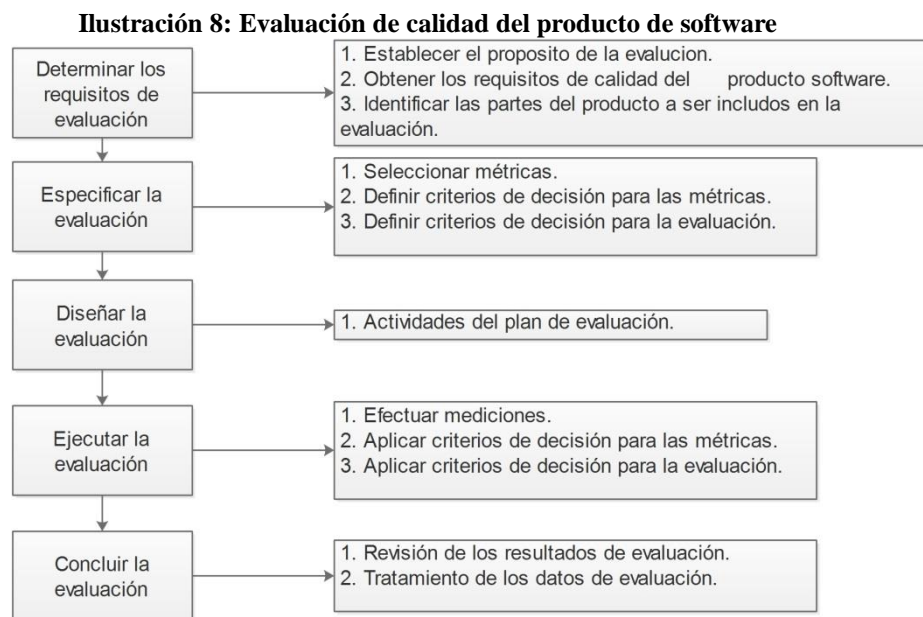 Ilustración 8: Evaluación de calidad del producto de software
Determinar los
requisitos de
evaluación
1. Establecer el proposito de la evalucion.
2. Obtener los requisitos de calidad del producto software.
3. Identificar las partes del producto a ser includos en la
evaluación.
Especificar la
evaluación
1. Seleccionar métricas.
2. Definir criterios de decisión para las métricas.
3. Definir criterios de decisión para la evaluación.
Diseñar la
evaluación
1. Actividades del plan de evaluación.
Ejecutar la
evaluación
1. Efectuar mediciones.
2. Aplicar criterios de decisión para las métricas.
3. Aplicar criterios de decisión para la evaluación.
Concluir la
evaluación
1. Revisión de los resultados de evaluación.
2. Tratamiento de los datos de evaluación.